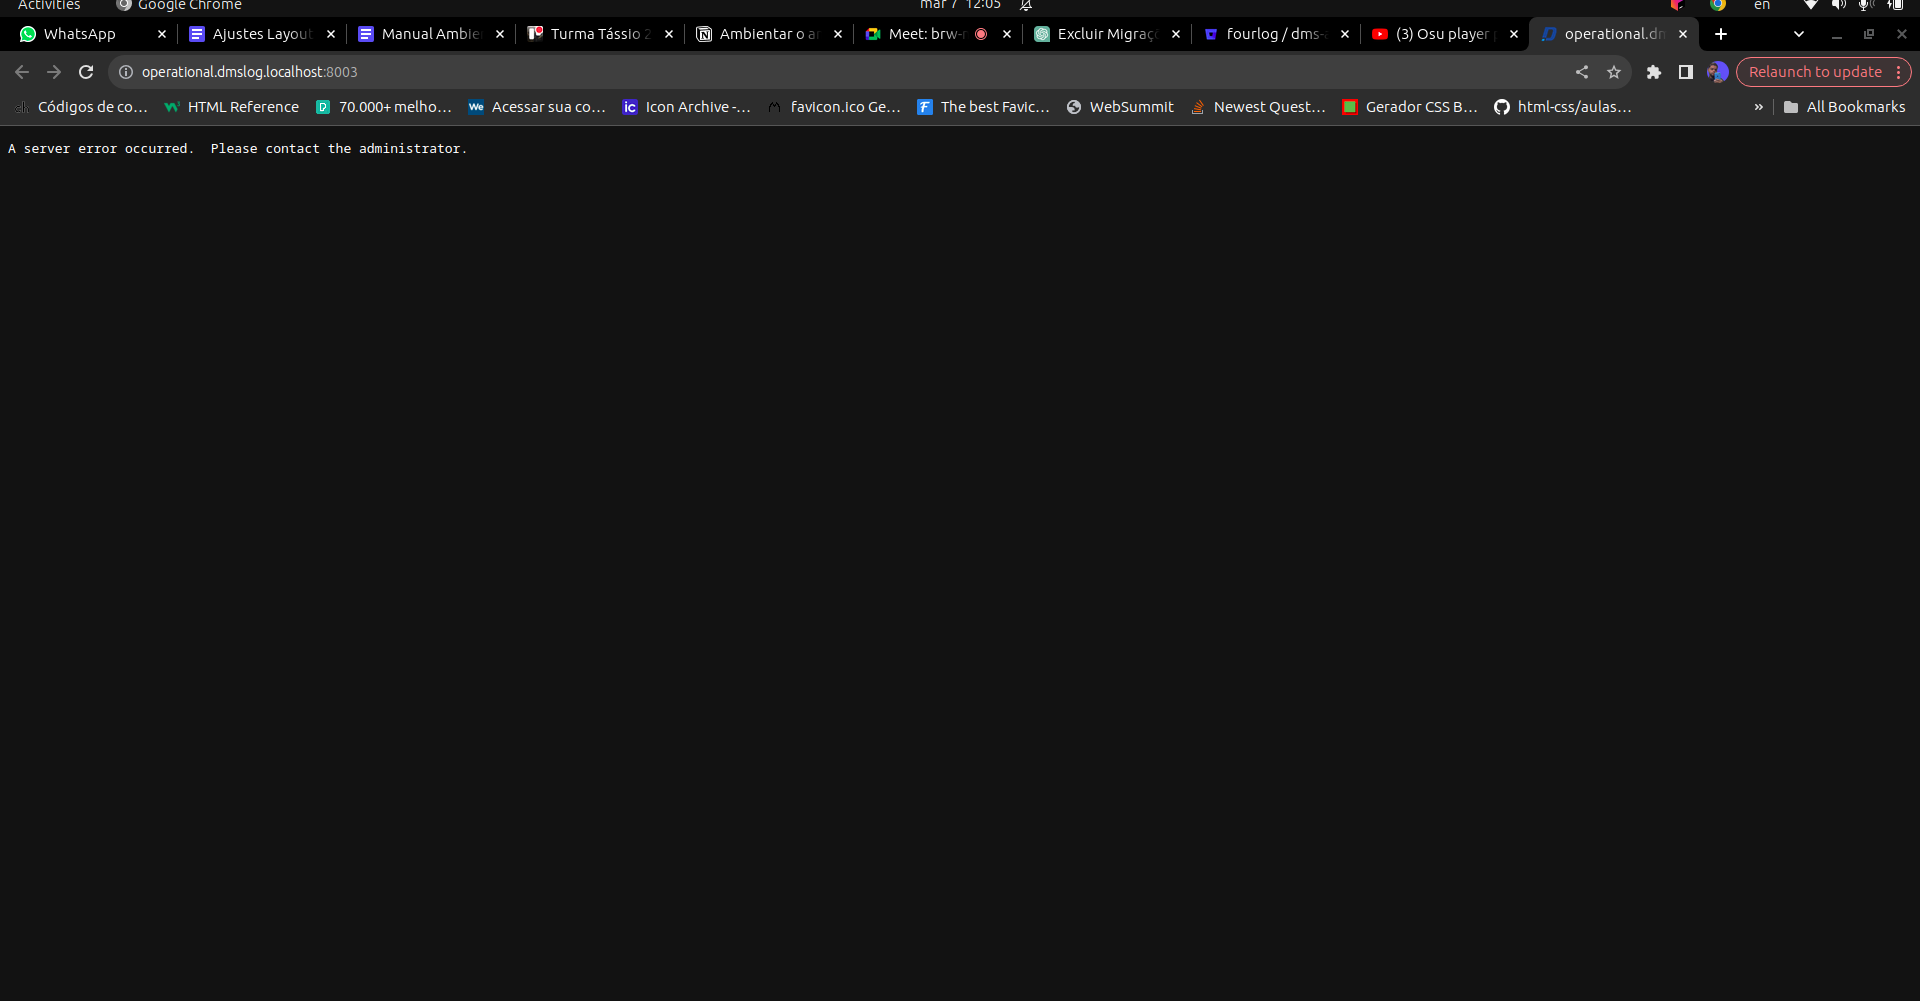 Activities Google Chrome mar 7 12:05 en
WhatsApp Ajustes Layout Manual Ambie Turma Tássio 2 Ambientar o a Meet: brw- Excluir Migraç fourlog / dms- (3) Osu player operational.dm
operational.dmslog.localhost:8003 Relaunch to update
Códigos de co... HTML Reference 70.000+ melho... Acessar sua co... Icon Archive -... favicon.ico Ge... The best Favic... WebSummit Newest Quest... Gerador CSS B... html-css/aulas... » All Bookmarks
A server error occurred.  Please contact the administrator.